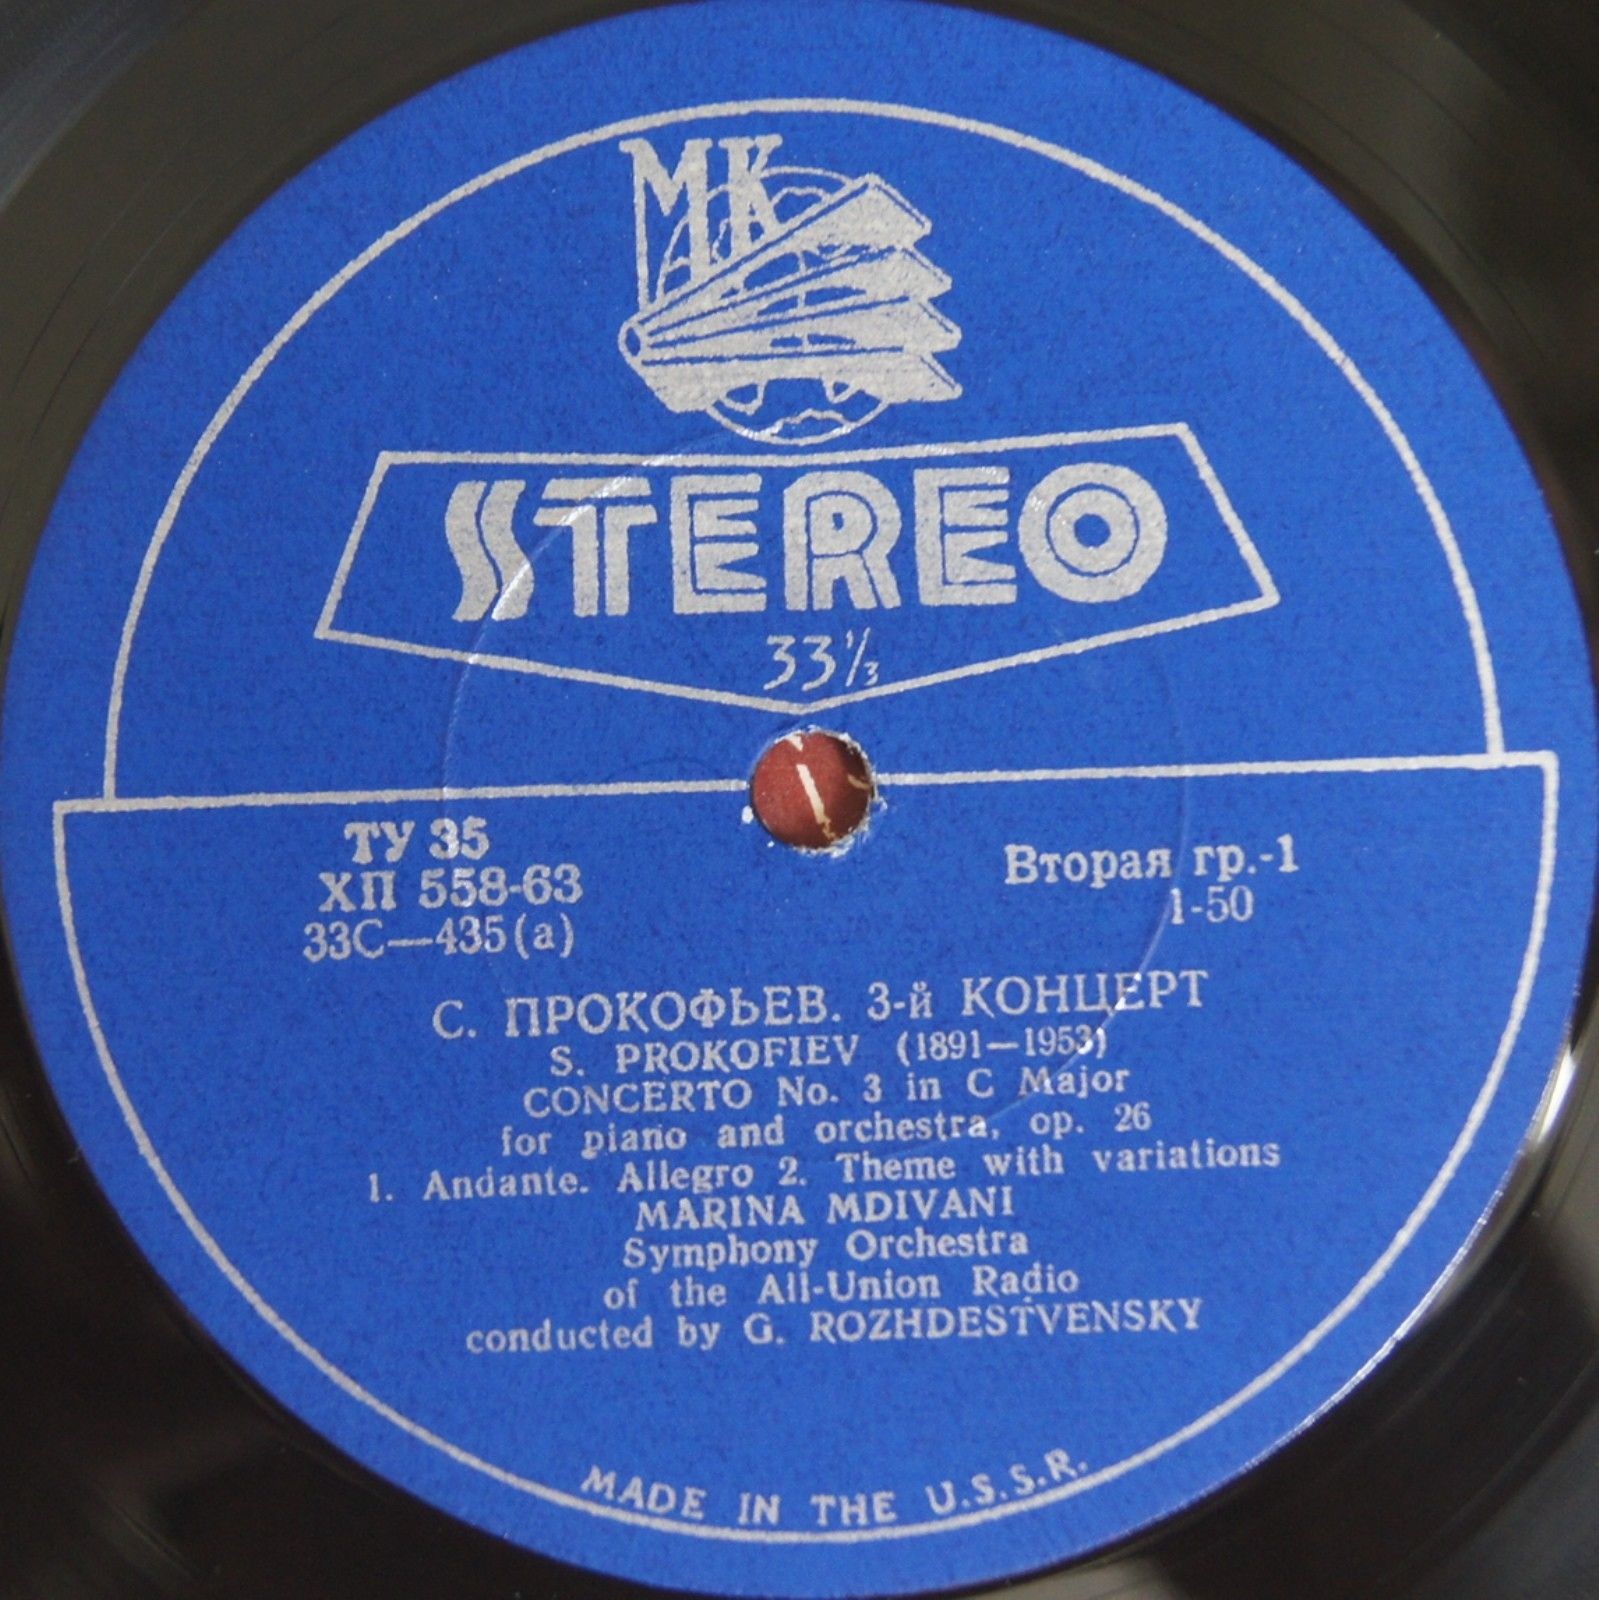 МК
STEREO
33⅓
ТУ 35
ХП 558-63
33С—435(а)
Вторая гр.-1
1-50
С. ПРОКОФЬЕВ. 3-й КОНЦЕРТ
S. PROKOFIEV (1891—1953)
CONCERTO No. 3 in C Major
for piano and orchestra, op. 26
1. Andante. Allegro 2. Theme with variations
MARINA MDIVANI
Symphony Orchestra
of the All-Union Radio
conducted by G. ROZHDESTVENSKY
MADE IN THE U.S.S.R.